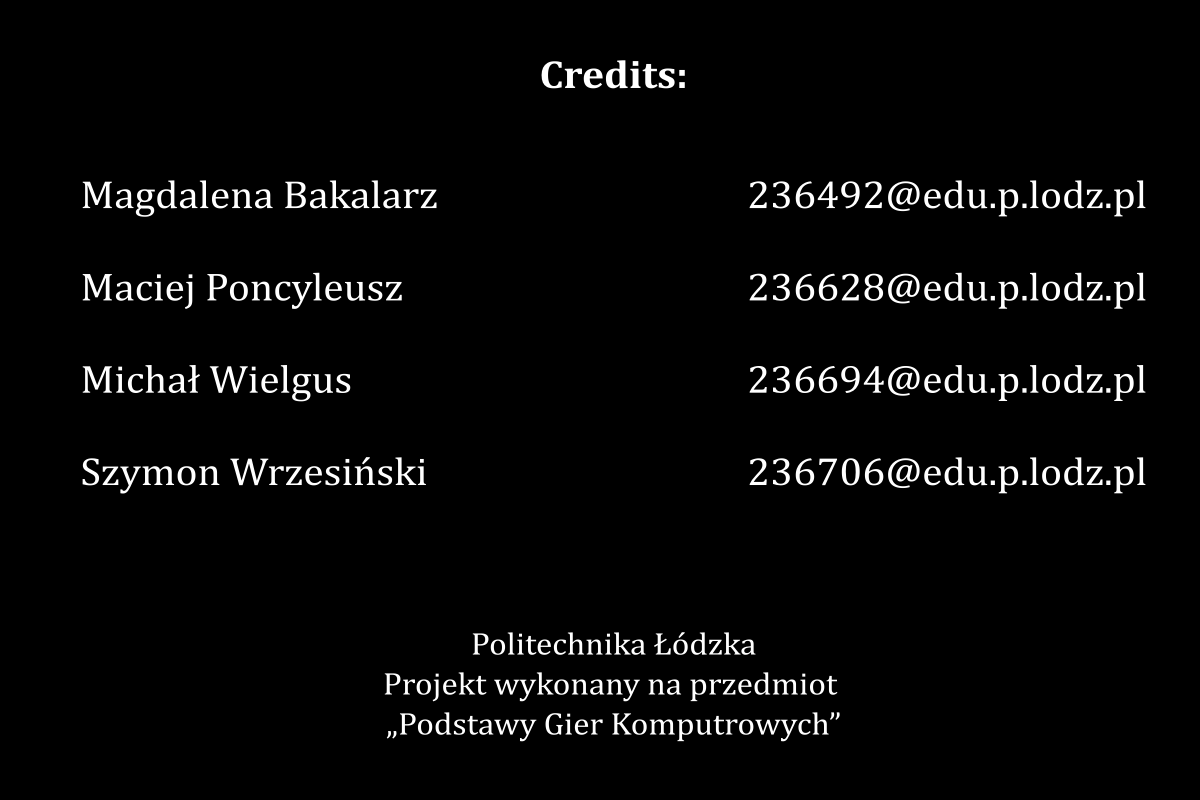 Credits:
Magdalena Bakalarz 236492@edu.p.lodz.pl
Maciej Poncyleusz 236628@edu.p.lodz.pl
Michał Wielgus 236694@edu.p.lodz.pl
Szymon Wrzesiński 236706@edu.p.lodz.pl
Politechnika Łódzka
Projekt wykonany na przedmiot
„Podstawy Gier Komputrowych”